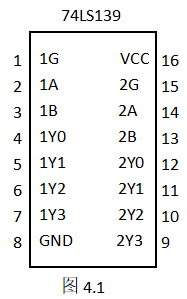 74LS139
1 1G VCC 16
2 1A 2G 15
3 1B 2A 14
4 1Y0 2B 13
5 1Y1 2Y0 12
6 1Y2 2Y1 11
7 1Y3 2Y2 10
8 GND 2Y3 9
图 4.1